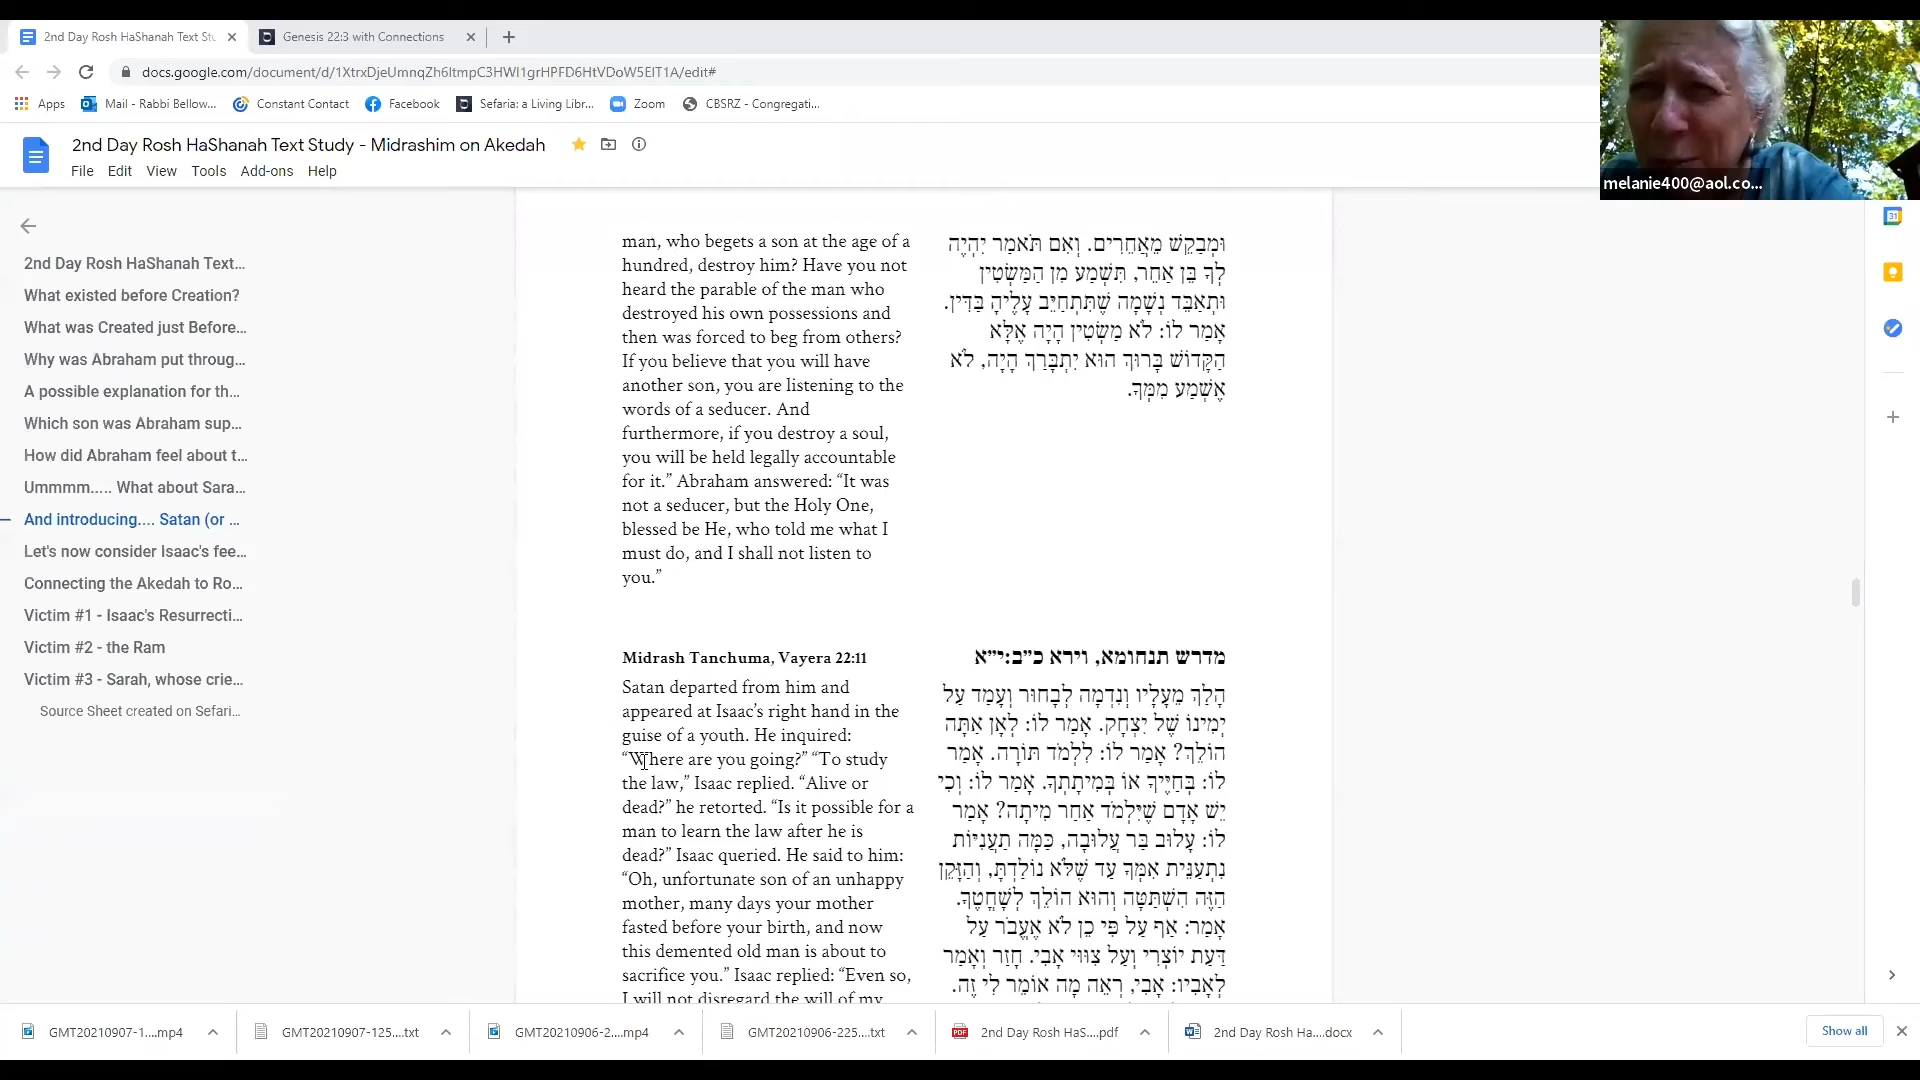 2nd Day Rosh HaShanah Text Stu
Genesis 22:3 with Connections
docs.google.com/document/d/1XtrxDjeUmnqZh6ItmpC3HWI1grHPFD6HtVDoW5EIT1A/edit#
Apps
Mail - Rabbi Bellow...
Constant Contact
Facebook
Sefaria: a Living Libr...
Zoom
CBSRZ - Congregati...
2nd Day Rosh HaShanah Text Study - Midrashim on Akedah
File Edit View Tools Add-ons Help
melanie400@aol.co...
31
2nd Day Rosh HaShanah Text...
What existed before Creation?
What was Created just Before...
Why was Abraham put throug...
A possible explanation for th...
Which son was Abraham sup...
How did Abraham feel about t...
Ummmm..... What about Sara...
And introducing.... Satan (or ...
Let's now consider Isaac's fee...
Connecting the Akedah to Ro...
Victim #1 - Isaac's Resurrecti...
Victim #2 - the Ram
Victim #3 - Sarah, whose crie...
Source Sheet created on Sefari...
man, who begets a son at the age of a
hundred, destroy him? Have you not
heard the parable of the man who
destroyed his own possessions and
then was forced to beg from others?
If you believe that you will have
another son, you are listening to the
words of a seducer. And
furthermore, if you destroy a soul,
you will be held legally accountable
for it.” Abraham answered: “It was
not a seducer, but the Holy One,
blessed be He, who told me what I
must do, and I shall not listen to
you.”
וּמְבַקֵּשׁ מֵאֲחֵרִים. וְאִם תֹּאמַר יִהְיֶה
לְךָ בֵּן אַחֵר, תִּשְׁמַע מִן הַמַּשְׂטִין
וּתְאַבֵּד נְשָׁמָה שֶׁתִּתְחַיֵּב עָלֶיהָ בַּדִּין.
אָמַר לוֹ: לֹא מַשְׂטִין הָיָה אֶלָּא
הַקָּדוֹשׁ בָּרוּךְ הוּא יִתְבָּרַךְ הָיָה, לֹא
אֶשְׁמַע מִמְּךָ.
Midrash Tanchuma, Vayera 22:11
Satan departed from him and
appeared at Isaac’s right hand in the
guise of a youth. He inquired:
“Where are you going?” “To study
the law,” Isaac replied. “Alive or
dead?” he retorted. “Is it possible for a
man to learn the law after he is
dead?” Isaac queried. He said to him:
“Oh, unfortunate son of an unhappy
mother, many days your mother
fasted before your birth, and now
this demented old man is about to
sacrifice you.” Isaac replied: “Even so,
I will not disregard the will of my
מדרש תנחומא, וירא כ״ב:י״א
הָלַךְ מֵעָלָיו וְנִדְמָה לְבָחוּר וְעָמַד עַל
יְמִינוֹ שֶׁל יִצְחָק. אָמַר לוֹ: לְאָן אַתָּה
הוֹלֵךְ? אָמַר לוֹ: לִלְמֹד תּוֹרָה. אָמַר
לוֹ: בְּחַיֶּיךָ אוֹ בְּמִיתָתְךָ. אָמַר לוֹ: וְכִי
יֵשׁ אָדָם שֶׁיִּלְמֹד אַחַר מִיתָה? אָמַר
לוֹ: עָלוּב בַּר עֲלוּבָה, כַּמָּה תַעֲנִיּוֹת
נִתְעַנֵּית אִמְּךָ עַד שֶׁלֹּא נוֹלַדְתָּ, וְהַזָּקֵן
הַזֶּה הִשְׁתַּטָּה וְהוּא הוֹלֵךְ לְשָׁחֳטֶךָ.
אָמַר: אַף עַל פִּי כֵן לֹא אֶעֱבֹר עַל
דַּעַת יוֹצְרִי וְעַל צִוּוּי אָבִי. חָזַר וְאָמַר
לְאָבִיו: אָבִי, רְאֵה מָה אוֹמֵר לִי זֶה.
GMT20210907-1....mp4
GMT20210907-125....txt
GMT20210906-2....mp4
GMT20210906-225....txt
2nd Day Rosh HaS....pdf
2nd Day Rosh Ha....docx
Show all